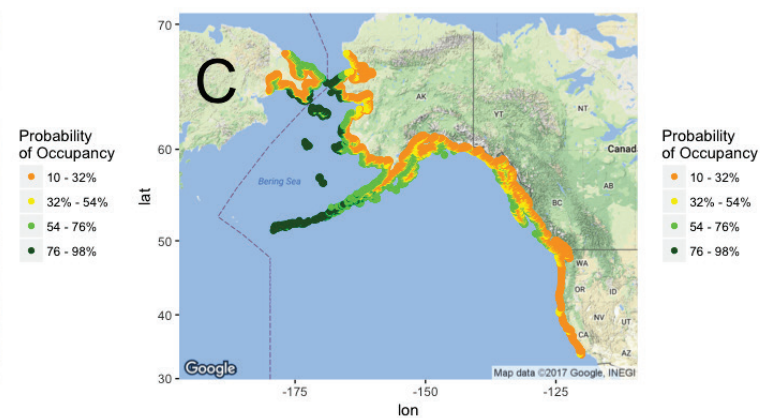 70
60
50
40
30
lat
-175
-150
-125
lon
C
AK
YT
NT
Canad
Bering Sea
AB
BC
WA
OR
ID
NV
UT
CA
AZ
Google
Map data ©2017 Google, INEGI
Probability
of Occupancy
10 - 32%
32% - 54%
54 - 76%
76 - 98%
Probability
of Occupancy
10 - 32%
32% - 54%
54 - 76%
76 - 98%